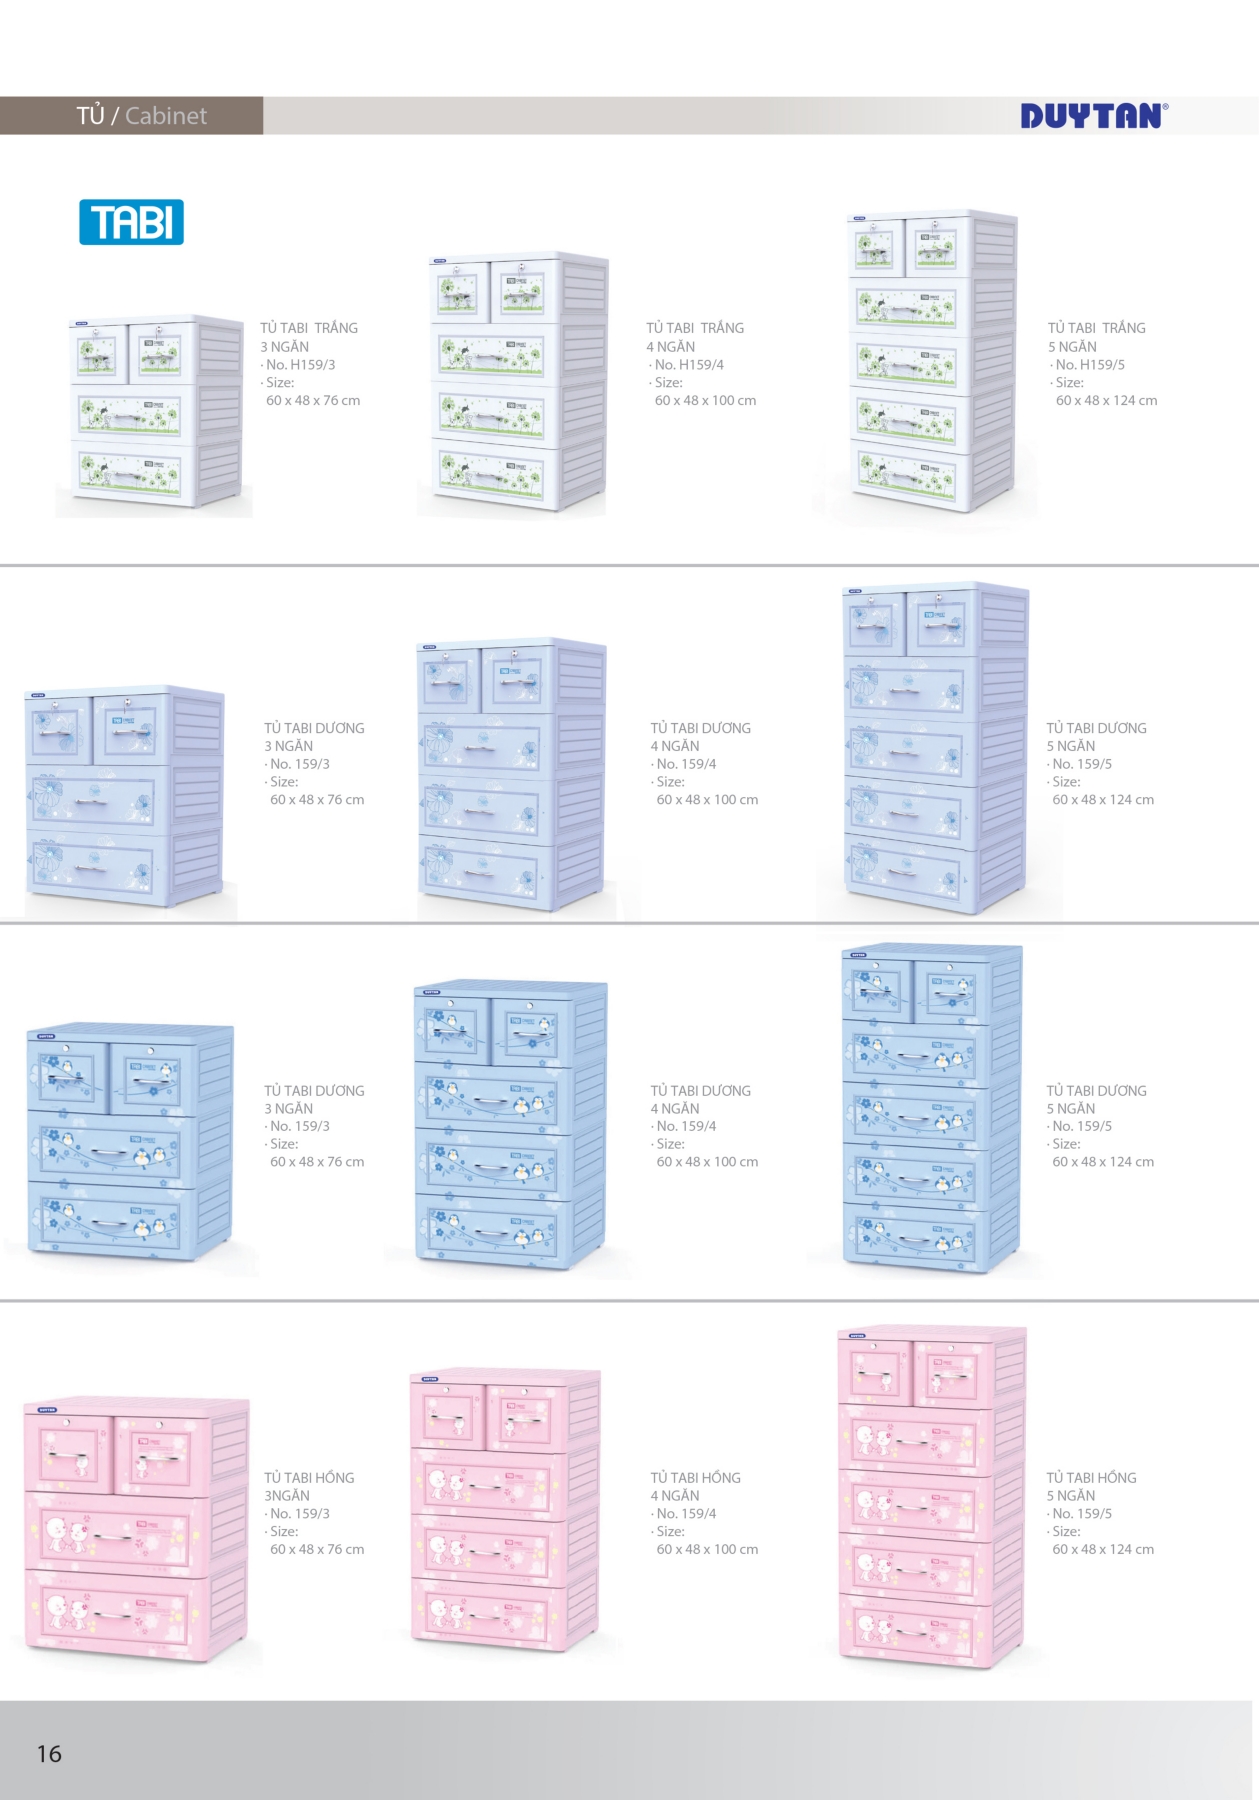 TỦ / Cabinet
DUYTAN®
TABI
TỦ TABI  TRẮNG
3 NGĂN
· No. H159/3
· Size:
60 x 48 x 76 cm
TỦ TABI  TRẮNG
4 NGĂN
· No. H159/4
· Size:
60 x 48 x 100 cm
TỦ TABI  TRẮNG
5 NGĂN
· No. H159/5
· Size:
60 x 48 x 124 cm
TỦ TABI DƯƠNG
3 NGĂN
· No. 159/3
· Size:
60 x 48 x 76 cm
TỦ TABI DƯƠNG
4 NGĂN
· No. 159/4
· Size:
60 x 48 x 100 cm
TỦ TABI DƯƠNG
5 NGĂN
· No. 159/5
· Size:
60 x 48 x 124 cm
TỦ TABI DƯƠNG
3 NGĂN
· No. 159/3
· Size:
60 x 48 x 76 cm
TỦ TABI DƯƠNG
4 NGĂN
· No. 159/4
· Size:
60 x 48 x 100 cm
TỦ TABI DƯƠNG
5 NGĂN
· No. 159/5
· Size:
60 x 48 x 124 cm
TỦ TABI HỒNG
3NGĂN
· No. 159/3
· Size:
60 x 48 x 76 cm
TỦ TABI HỒNG
4 NGĂN
· No. 159/4
· Size:
60 x 48 x 100 cm
TỦ TABI HỒNG
5 NGĂN
· No. 159/5
· Size:
60 x 48 x 124 cm
16